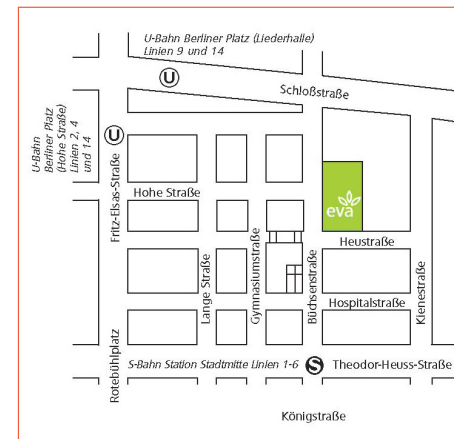 U-Bahn Berliner Platz (Liederhalle)
Linien 9 und 14
U
Schloßstraße
U-Bahn
Berliner Platz
(Hohe Straße)
Linien 2, 4
und 14
U
Fritz-Elsas-Straße
Hohe Straße
eva
Heustraße
Lange Straße
Gymnasiumstraße
Büchsenstraße
Kienestraße
Hospitalstraße
Rotebühlplatz
S-Bahn Station Stadtmitte Linien 1-6
S
Theodor-Heuss-Straße
Königstraße